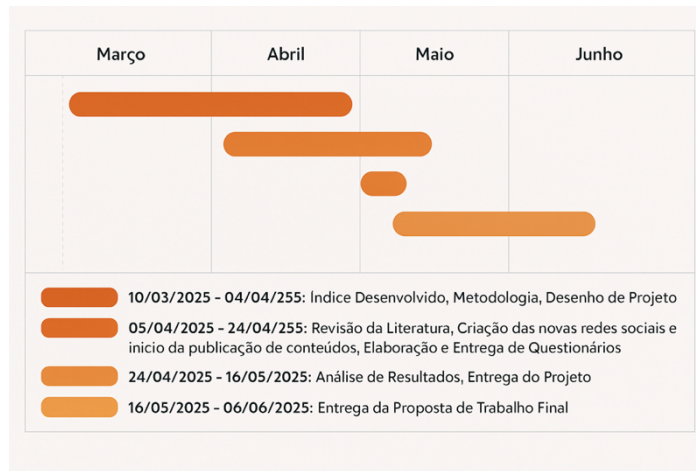 Março Abril Maio Junho
10/03/2025 - 04/04/255: Índice Desenvolvido, Metodologia, Desenho de Projeto
05/04/2025 - 24/04/255: Revisão da Literatura, Criação das novas redes sociais e
inicio da publicação de conteúdos, Elaboração e Entrega de Questionários
24/04/2025 - 16/05/2025: Análise de Resultados, Entrega do Projeto
16/05/2025 - 06/06/2025: Entrega da Proposta de Trabalho Final